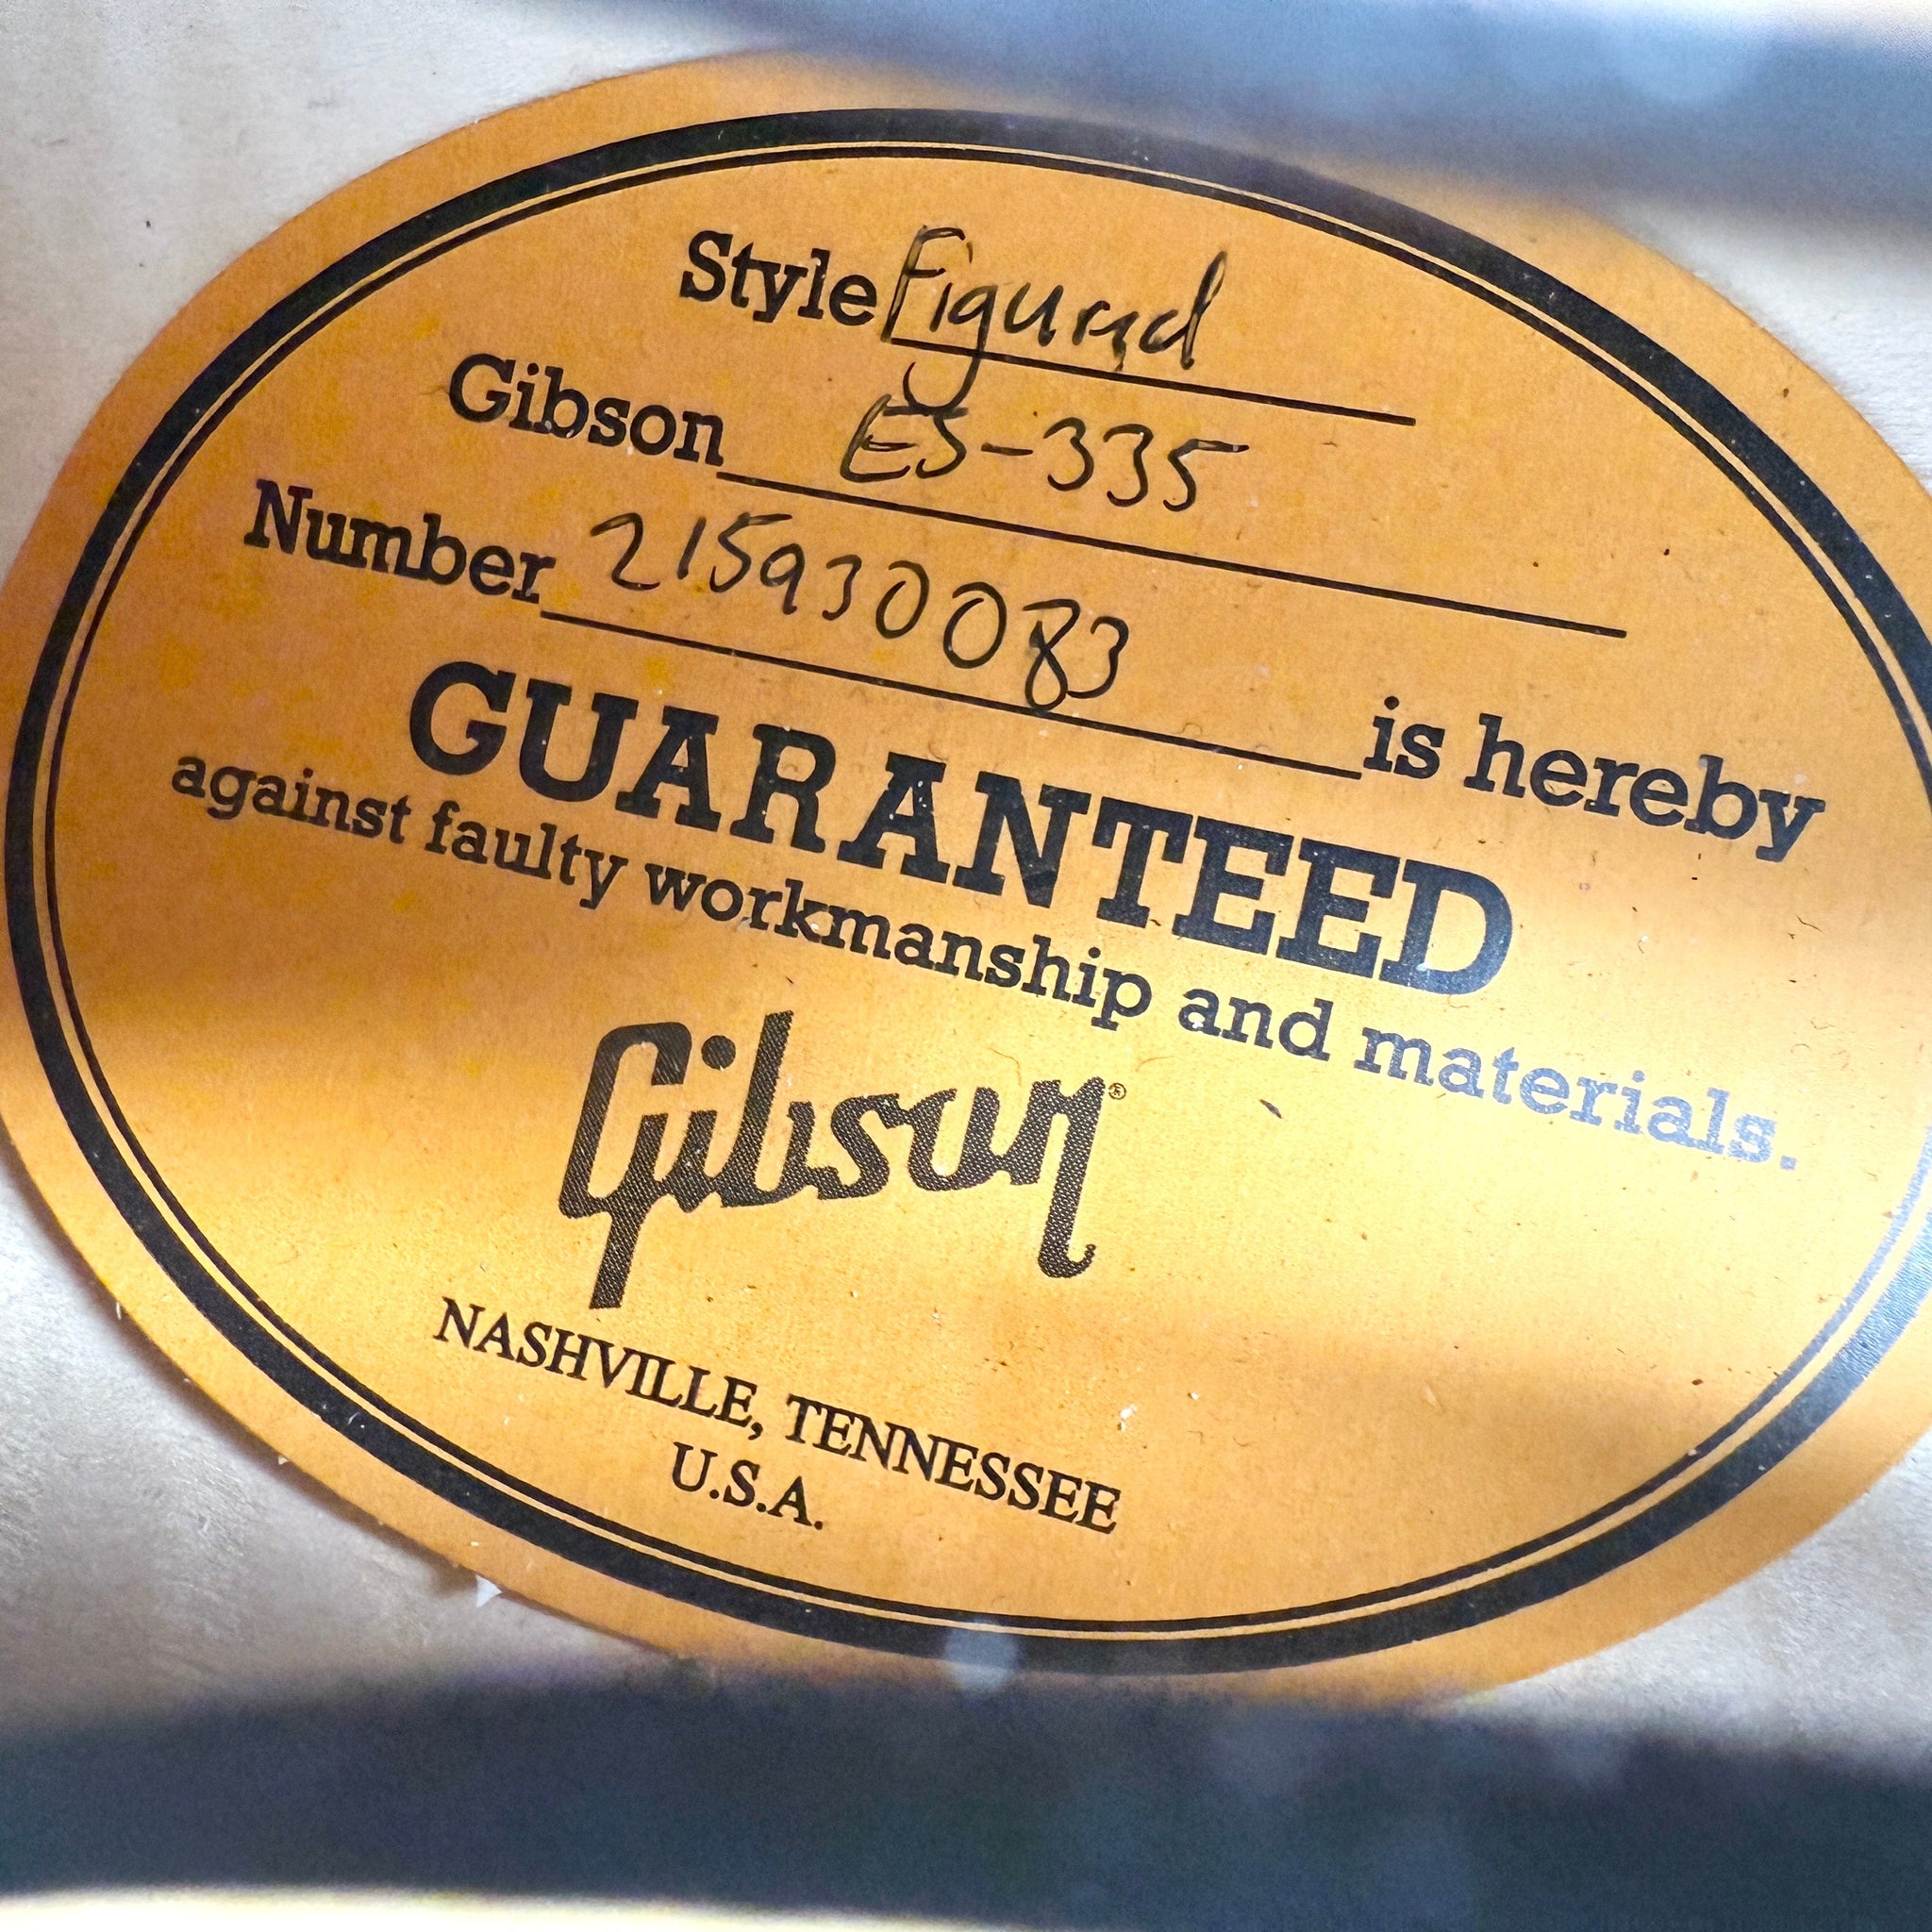 Style Figured
Gibson ES-335
Number 215930083 is hereby
GUARANTEED
against faulty workmanship and materials.
Gibson®
NASHVILLE, TENNESSEE
U.S.A.